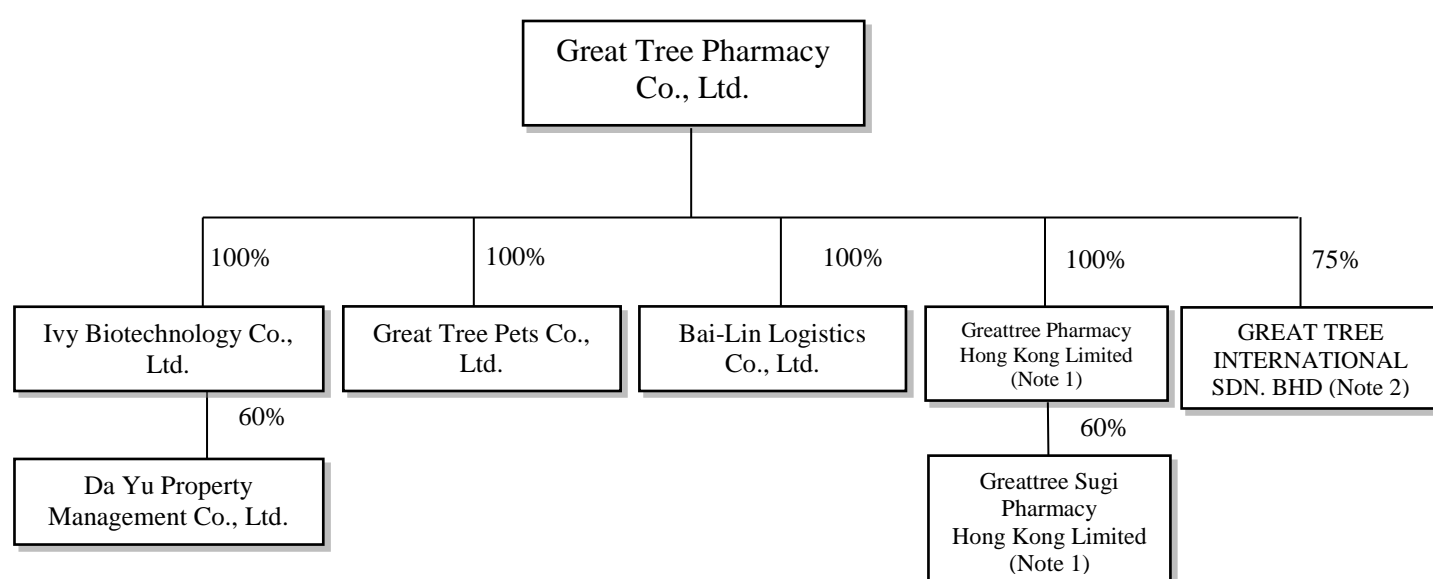 Great Tree Pharmacy
Co., Ltd.
100%
100%
100%
100%
75%
Ivy Biotechnology Co.,
Ltd.
Great Tree Pets Co.,
Ltd.
Bai-Lin Logistics
Co., Ltd.
Greattree Pharmacy
Hong Kong Limited
(Note 1)
GREAT TREE
INTERNATIONAL
SDN. BHD (Note 2)
60%
60%
Da Yu Property
Management Co., Ltd.
Greattree Sugi
Pharmacy
Hong Kong Limited
(Note 1)